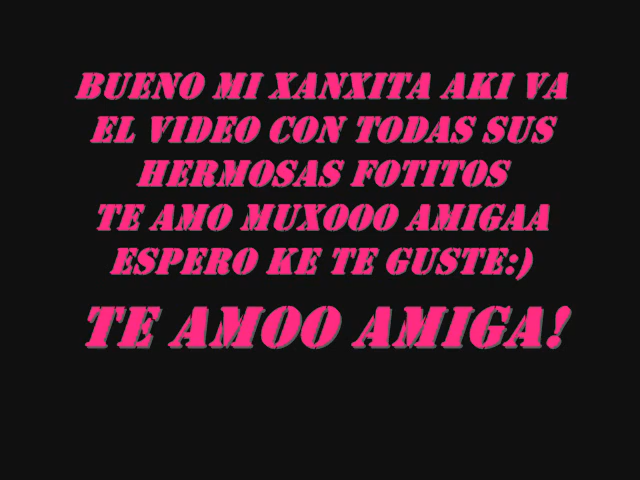 BUENO MI XANXITA AKI VA
EL VIDEO CON TODAS SUS
HERMOSAS FOTITOS
TE AMO MUXOOO AMIGAA
ESPERO KE TE GUSTE:)
TE AMOO AMIGA!